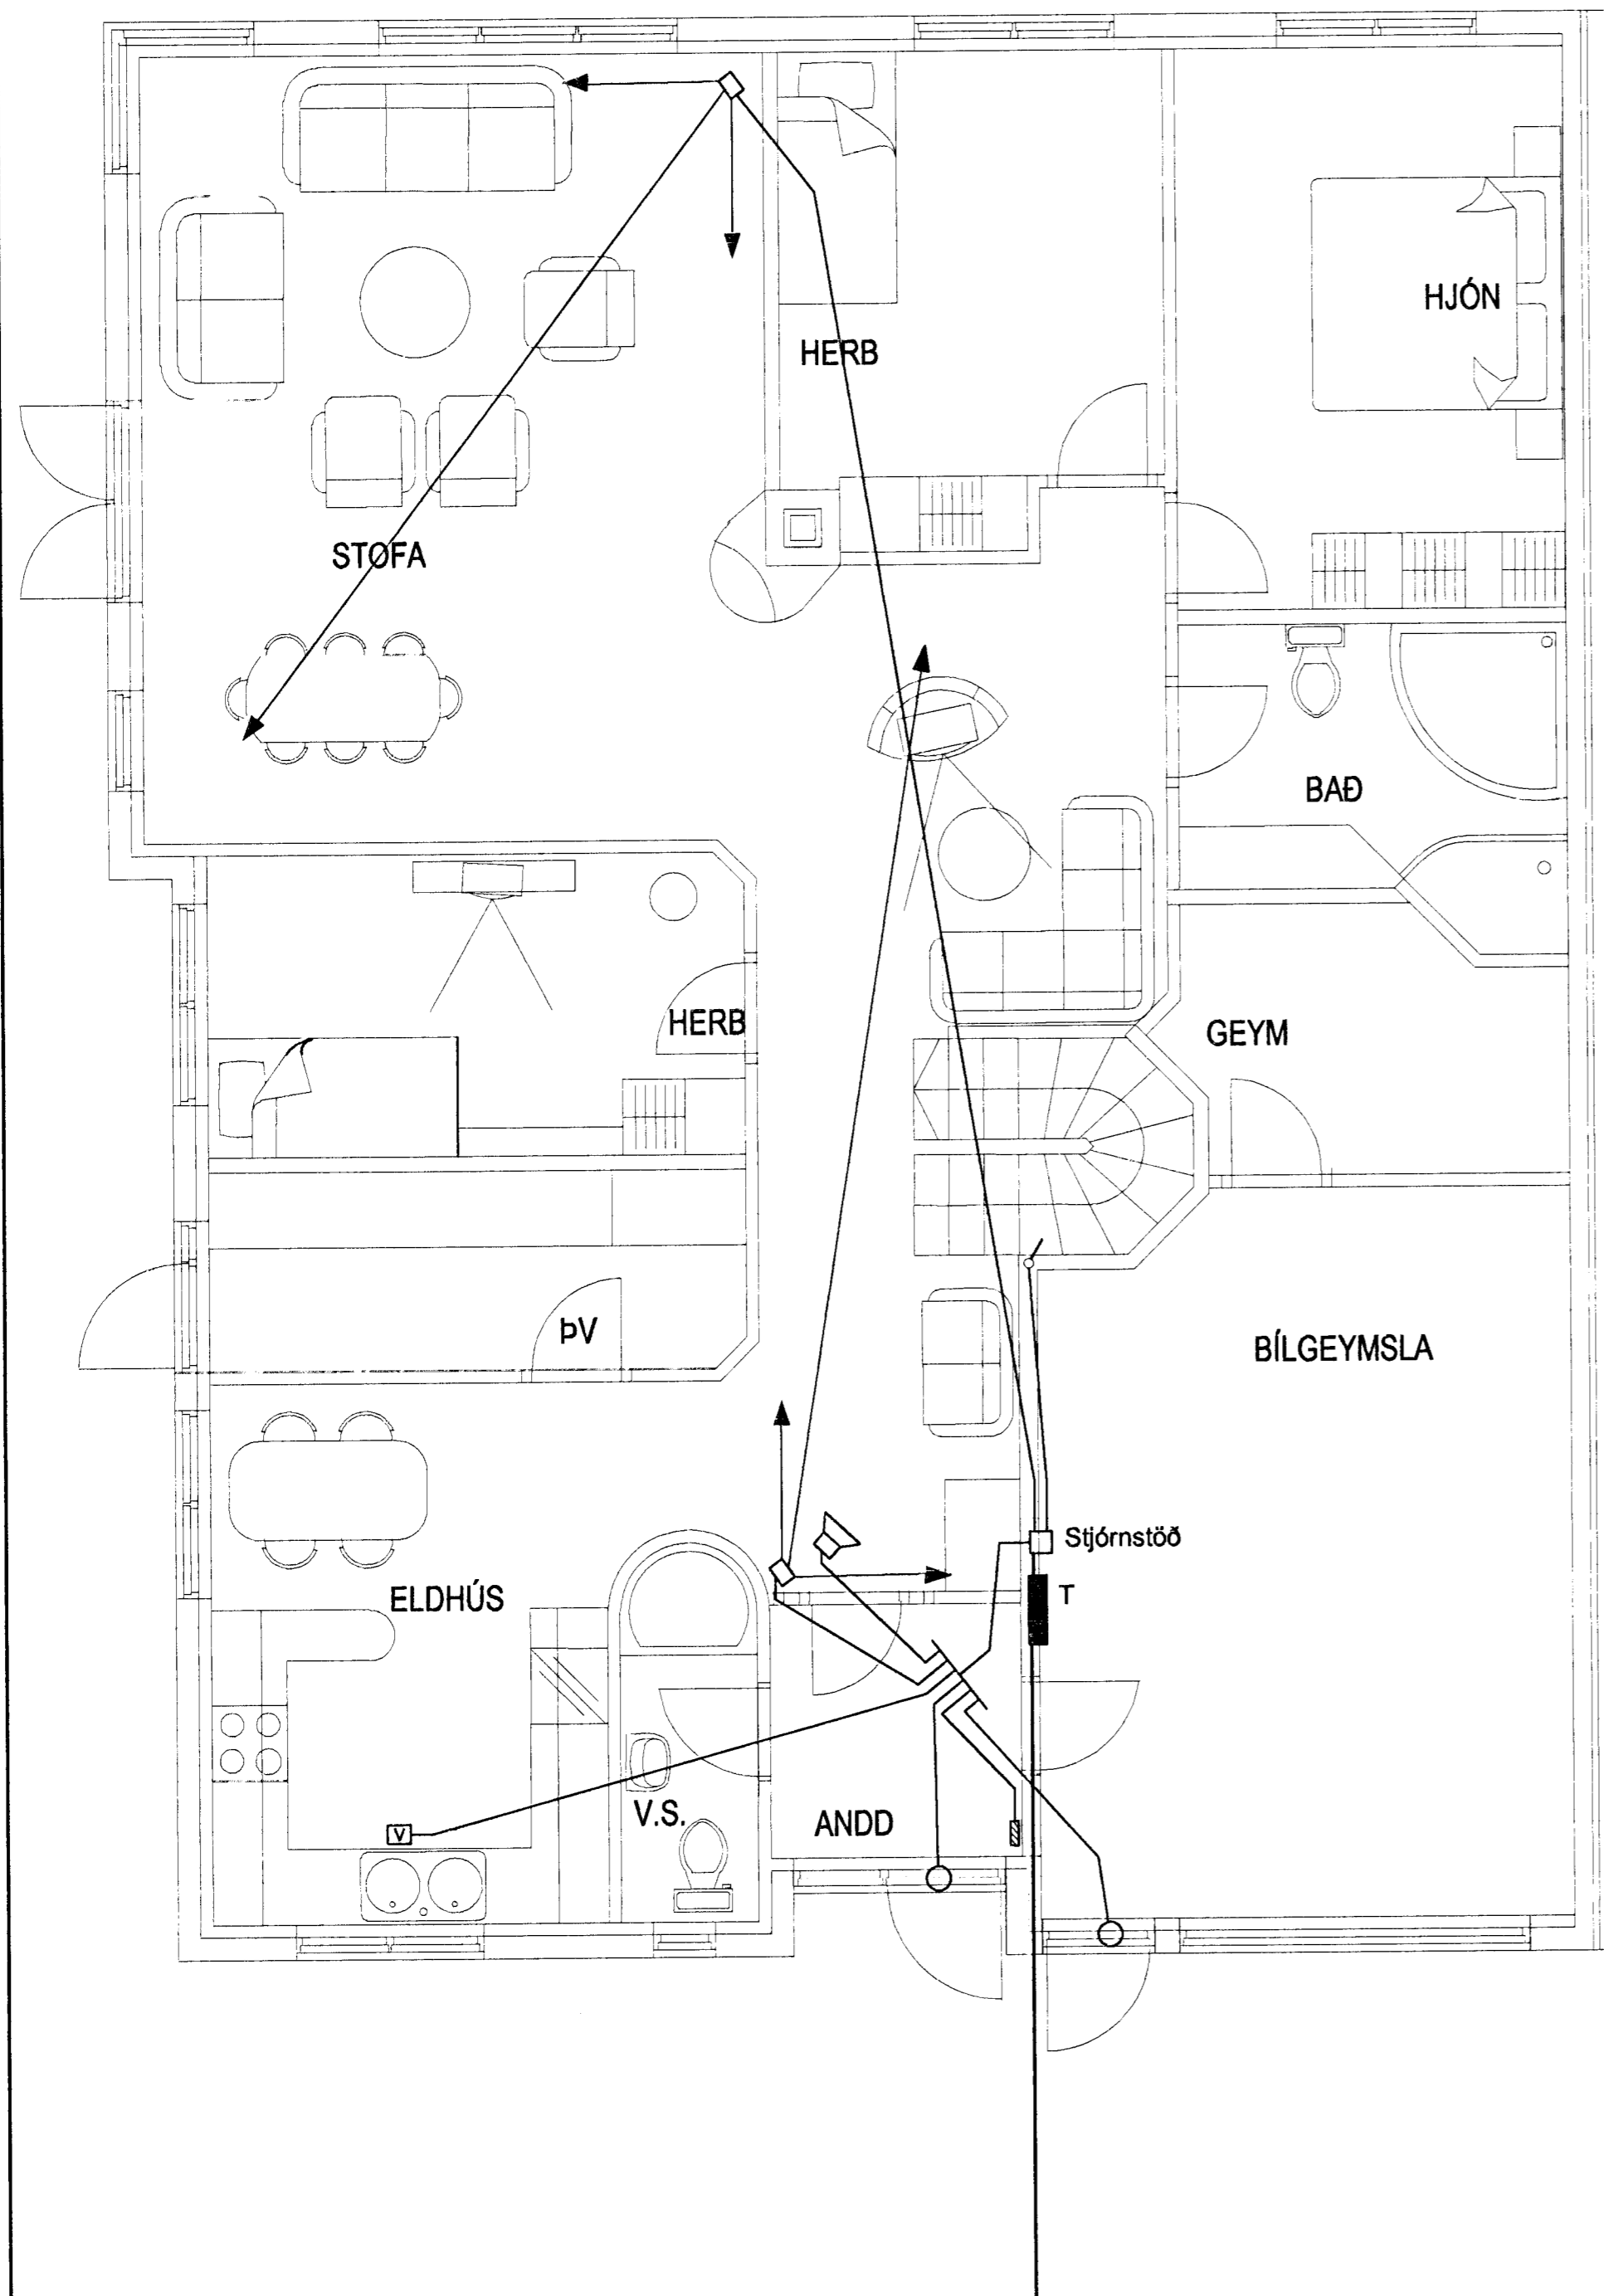 HJÓN
HERB
STOFA
BAÐ
HERB
GEYM
ÞV
BÍLGEYMSLA
Stjórnstöð
T
ELDHÚS
V.S.
ANDD
V